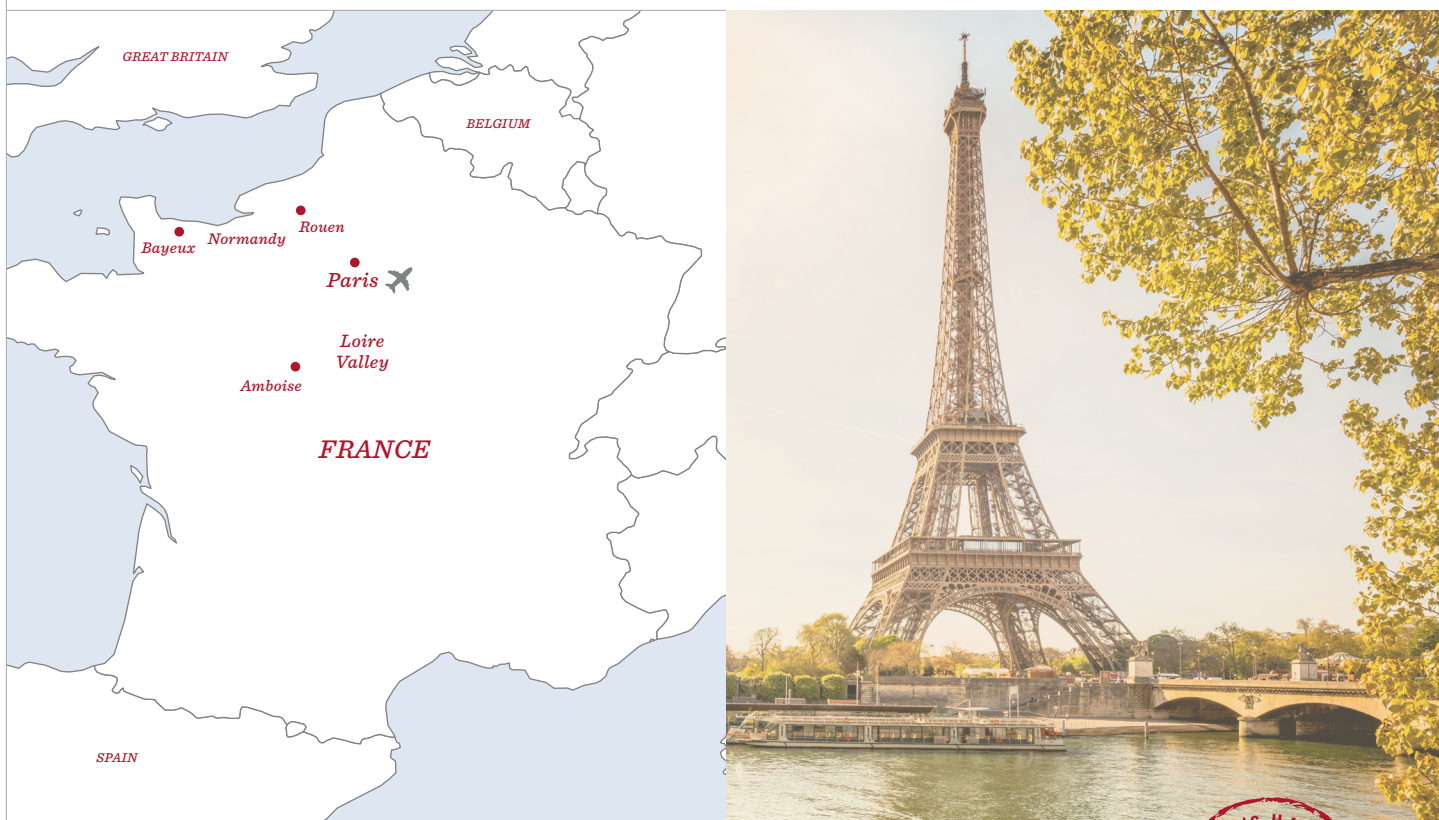 GREAT BRITAIN
BELGIUM
Rouen
Normandy
Bayeux
Paris
Loire
Valley
Amboise
FRANCE
SPAIN